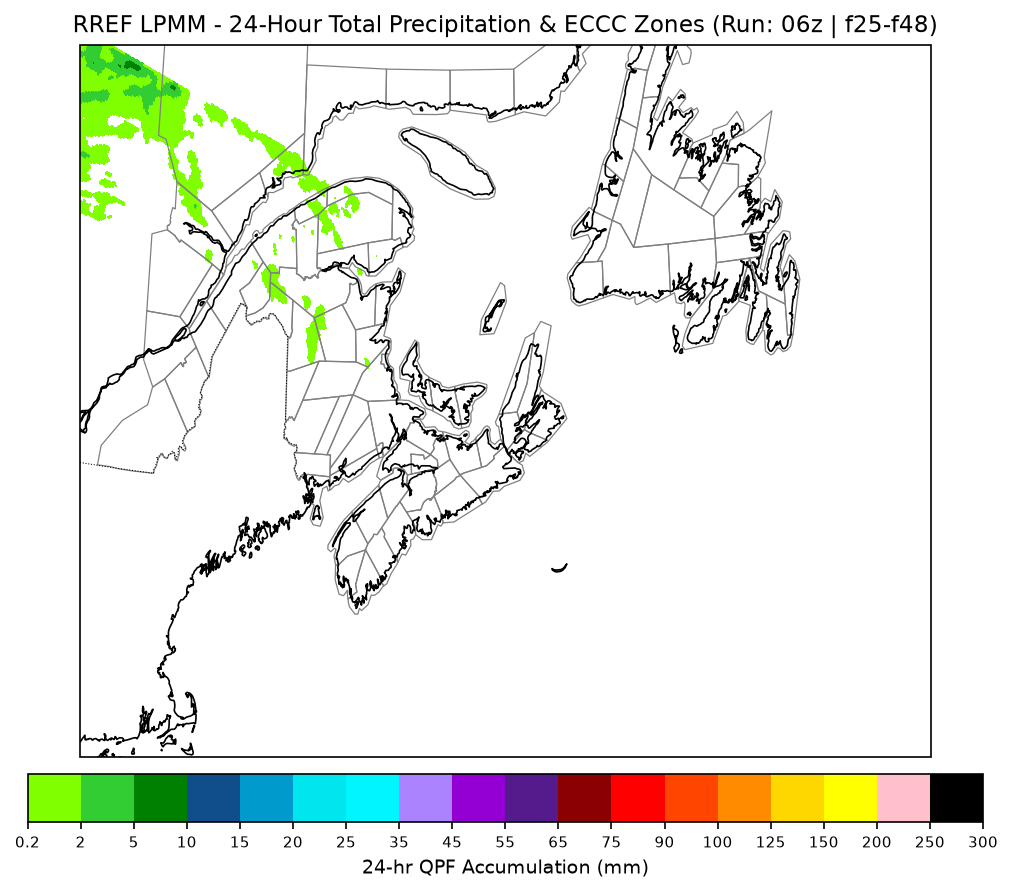 RREF LPMM - 24-Hour Total Precipitation & ECCC Zones (Run: 06z | f25-f48)
0.2 2 5 10 15 20 25 35 45 55 65 75 90 100 125 150 200 250 300
24-hr QPF Accumulation (mm)